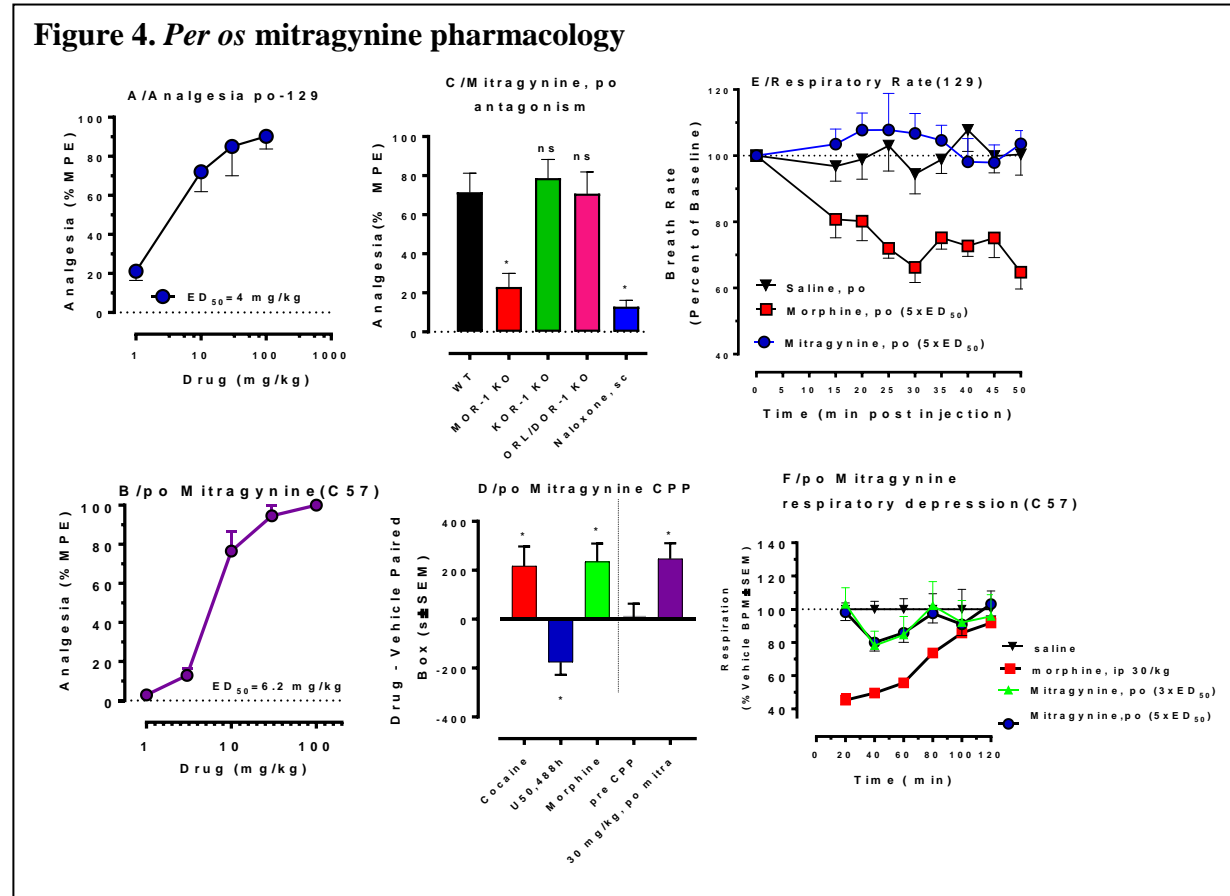 Figure 4. Per os mitragynine pharmacology
A/Analgesia po-129
Analgesia (% MPE)
100
80
60
40
20
0
ED50=4 mg/kg
1 10 100 1000
Drug (mg/kg)
C/Mitragynine, po
antagonism
Analgesia(% MPE)
100
80
60
40
20
0
ns
ns
*
*
WT
MOR-1 KO
KOR-1 KO
ORL/DOR-1 KO
Naloxone, sc
E/Respiratory Rate(129)
Breath Rate
(Percent of Baseline)
120
100
80
60
40
Saline, po
Morphine, po (5xED50)
Mitragynine, po (5xED50)
0 5 10 15 20 25 30 35 40 45 50
Time (min post injection)
B/po Mitragynine(C57)
Analgesia (%MPE)
100
80
60
40
20
0
ED50=6.2 mg/kg
1 10 100
Drug (mg/kg)
D/po Mitragynine CPP
Drug - Vehicle Paired
Box (s±SEM)
400
200
0
-200
-400
*
*
*
*
Cocaine
U50,488h
Morphine
pre CPP
30 mg/kg, po mitra
F/po Mitragynine
respiratory depression(C57)
Respiration
(%Vehicle BPM±SEM)
140
120
100
80
60
40
saline
morphine, ip 30/kg
Mitragynine, po (3xED50)
Mitragynine,po (5xED50)
0 20 40 60 80 100 120
Time (min)